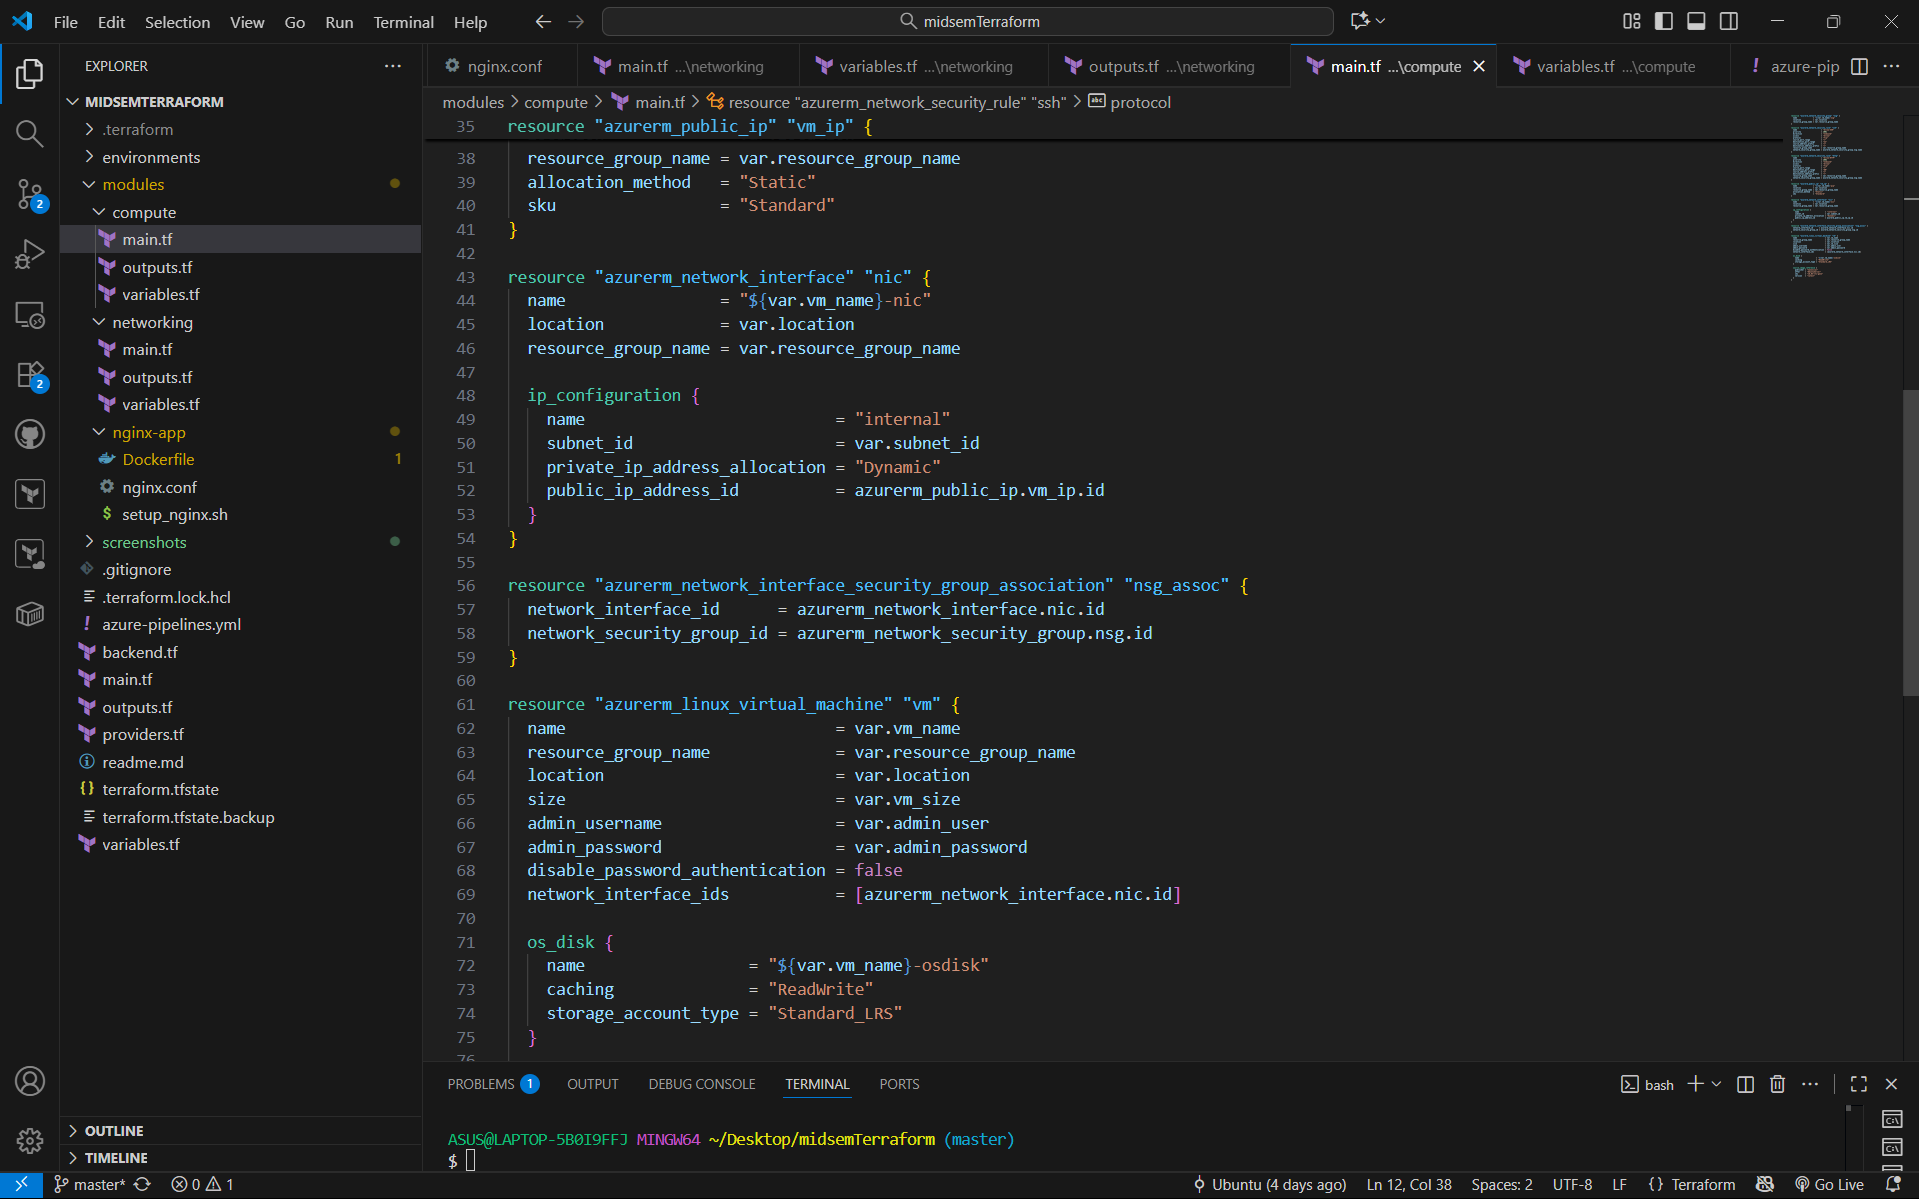 File Edit Selection View Go Run Terminal Help
midsemTerraform
EXPLORER
MIDSEMTERRAFORM
.terraform
environments
modules
compute
main.tf
outputs.tf
variables.tf
networking
main.tf
outputs.tf
variables.tf
nginx-app
Dockerfile 1
nginx.conf
$ setup_nginx.sh
screenshots
.gitignore
.terraform.lock.hcl
! azure-pipelines.yml
backend.tf
main.tf
outputs.tf
providers.tf
readme.md
{} terraform.tfstate
terraform.tfstate.backup
variables.tf
OUTLINE
TIMELINE
2
2
nginx.conf main.tf ...\networking variables.tf ...\networking outputs.tf ...\networking main.tf ...\compute variables.tf ...\compute ! azure-pip
modules > compute > main.tf > resource "azurerm_network_security_rule" "ssh" > protocol
35 resource "azurerm_public_ip" "vm_ip" {
38 resource_group_name = var.resource_group_name
39 allocation_method = "Static"
40 sku = "Standard"
41 }
42
43 resource "azurerm_network_interface" "nic" {
44 name = "${var.vm_name}-nic"
45 location = var.location
46 resource_group_name = var.resource_group_name
47
48 ip_configuration {
49 name = "internal"
50 subnet_id = var.subnet_id
51 private_ip_address_allocation = "Dynamic"
52 public_ip_address_id = azurerm_public_ip.vm_ip.id
53 }
54 }
55
56 resource "azurerm_network_interface_security_group_association" "nsg_assoc" {
57 network_interface_id = azurerm_network_interface.nic.id
58 network_security_group_id = azurerm_network_security_group.nsg.id
59 }
60
61 resource "azurerm_linux_virtual_machine" "vm" {
62 name = var.vm_name
63 resource_group_name = var.resource_group_name
64 location = var.location
65 size = var.vm_size
66 admin_username = var.admin_user
67 admin_password = var.admin_password
68 disable_password_authentication = false
69 network_interface_ids = [azurerm_network_interface.nic.id]
70
71 os_disk {
72 name = "${var.vm_name}-osdisk"
73 caching = "ReadWrite"
74 storage_account_type = "Standard_LRS"
75 }
76
PROBLEMS 1 OUTPUT DEBUG CONSOLE TERMINAL PORTS
bash
ASUS@LAPTOP-5B0I9FFJ MINGW64 ~/Desktop/midsemTerraform (master)
$
master* 0 1 Ubuntu (4 days ago) Ln 12, Col 38 Spaces: 2 UTF-8 LF {} Terraform Go Live